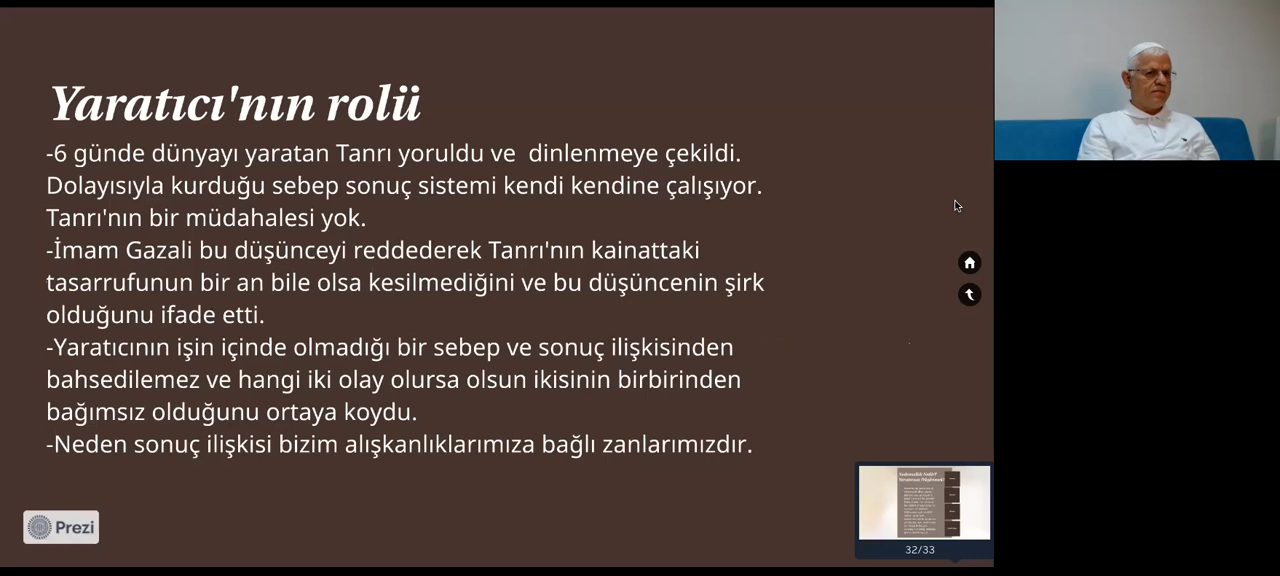 Yaratıcı'nın rolü
-6 günde dünyayı yaratan Tanrı yoruldu ve  dinlenmeye çekildi.
Dolayısıyla kurduğu sebep sonuç sistemi kendi kendine çalışıyor.
Tanrı'nın bir müdahalesi yok.
-İmam Gazali bu düşünceyi reddederek Tanrı'nın kainattaki
tasarrufunun bir an bile olsa kesilmediğini ve bu düşüncenin şirk
olduğunu ifade etti.
-Yaratıcının işin içinde olmadığı bir sebep ve sonuç ilişkisinden
bahsedilemez ve hangi iki olay olursa olsun ikisinin birbirinden
bağımsız olduğunu ortaya koydu.
-Neden sonuç ilişkisi bizim alışkanlıklarımıza bağlı zanlarımızdır.
Prezi
32/33